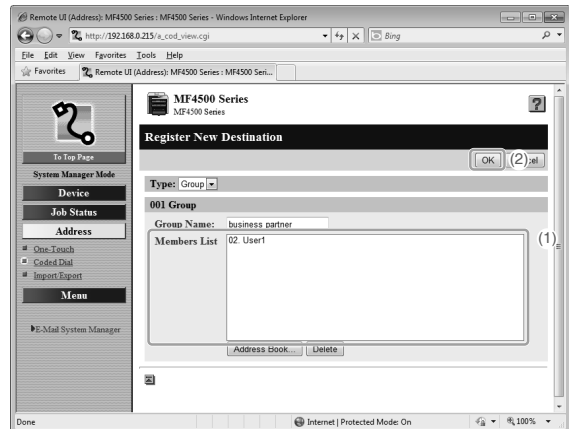 Remote UI (Address): MF4500 Series : MF4500 Series - Windows Internet Explorer
http://192.168.0.215/a_cod_view.cgi
Bing
File Edit View Favorites Tools Help
Favorites
Remote UI (Address): MF4500 Series : MF4500 Seri...
MF4500 Series
MF4500 Series
?
Register New Destination
To Top Page
OK
(2)
System Manager Mode
Type: Group
Device
Job Status
Address
One-Touch
Coded Dial
Import/Export
Menu
E-Mail System Manager
001 Group
Group Name: business partner
Members List
02. User1
(1)
Address Book...
Delete
Done
Internet | Protected Mode: On
100%